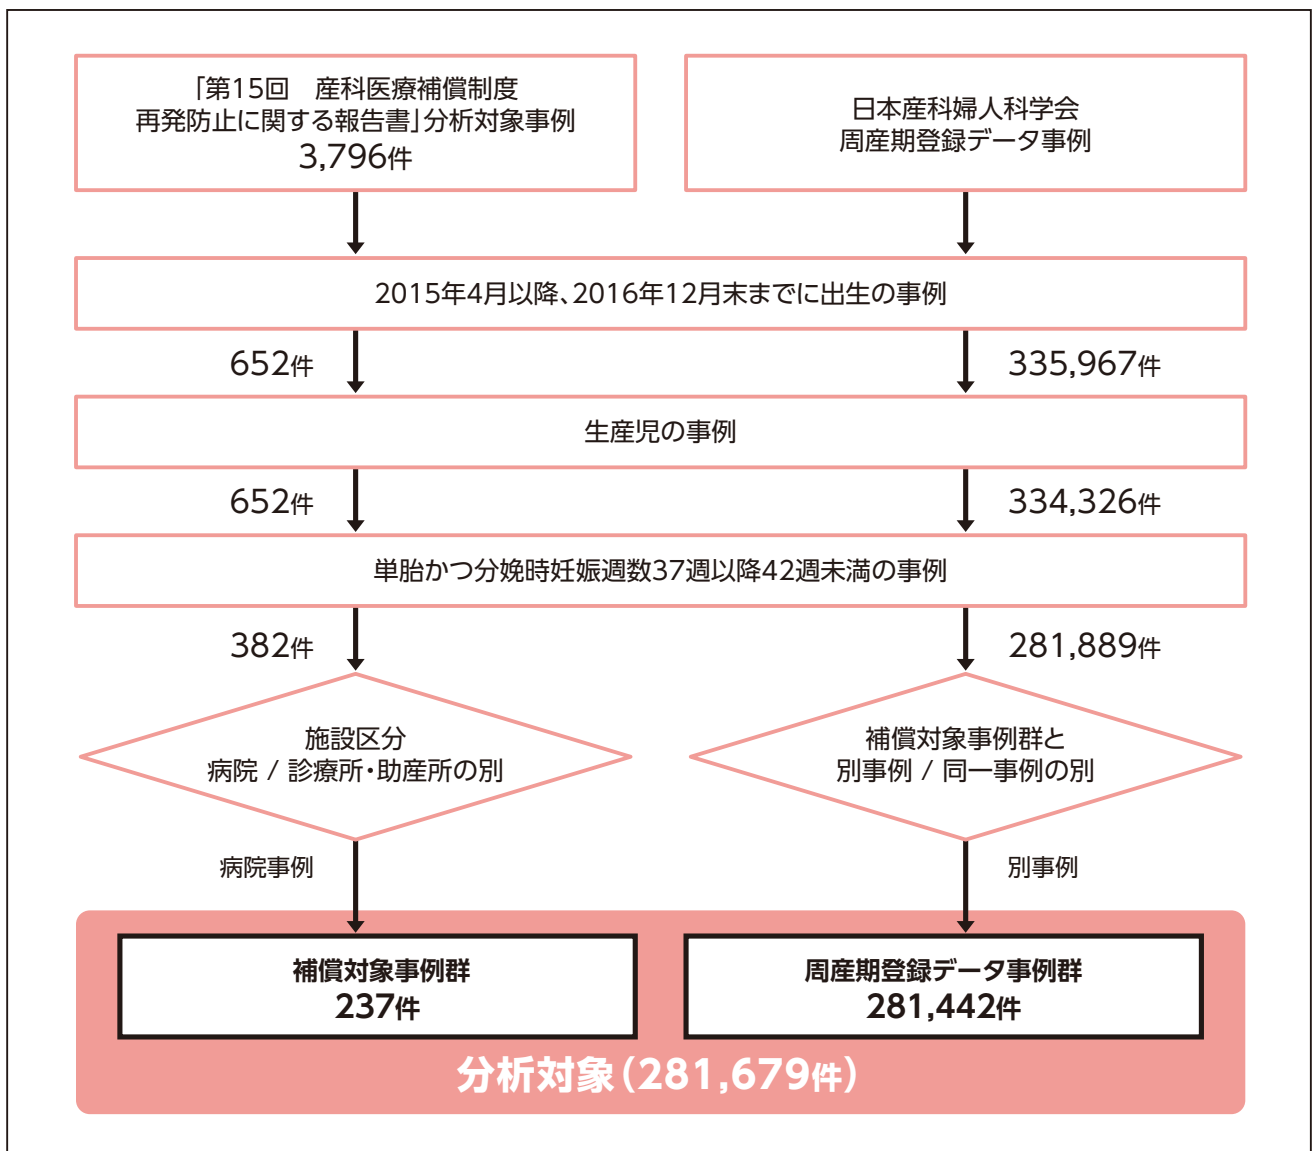 「第15回　産科医療補償制度
再発防止に関する報告書」分析対象事例
3,796件
日本産科婦人科学会
周産期登録データ事例
2015年4月以降、2016年12月末までに出生の事例
652件
335,967件
生産児の事例
652件
334,326件
単胎かつ分娩時妊娠週数37週以降42週未満の事例
382件
281,889件
施設区分
病院 / 診療所・助産所の別
補償対象事例群と
別事例 / 同一事例の別
病院事例
別事例
補償対象事例群
237件
周産期登録データ事例群
281,442件
分析対象（281,679件）